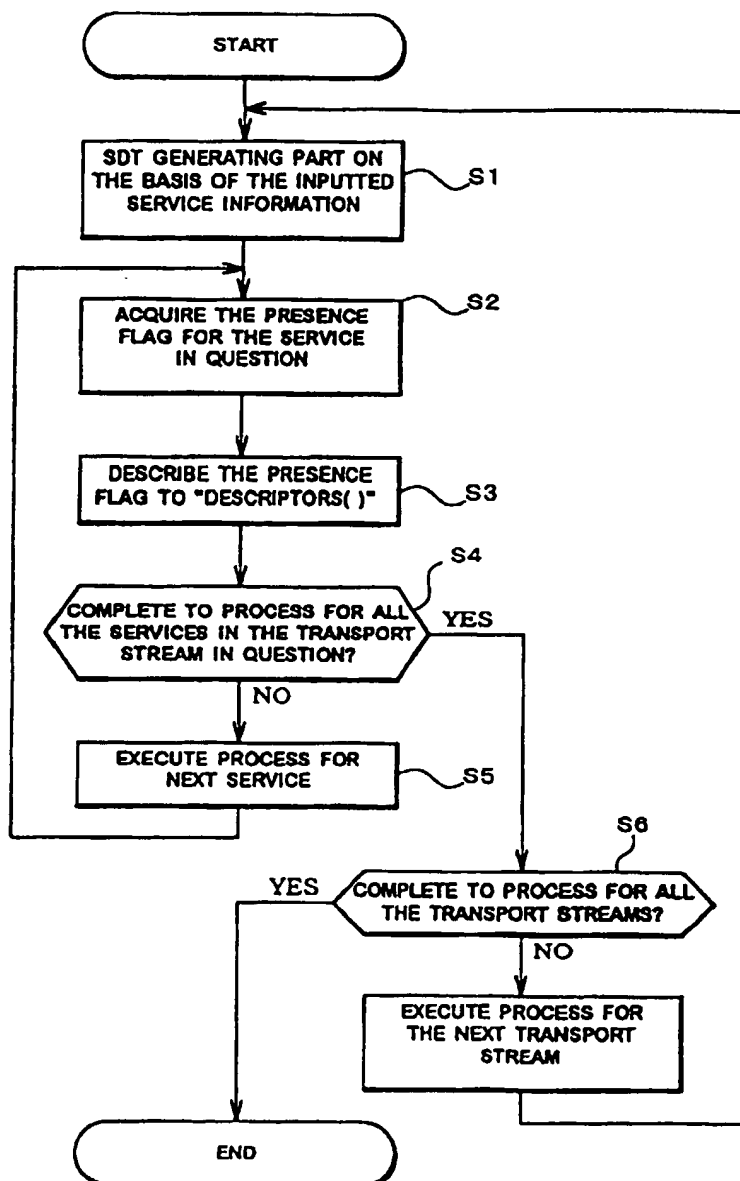 START
SDT GENERATING PART ON
THE BASIS OF THE INPUTTED
SERVICE INFORMATION
S1
ACQUIRE THE PRESENCE
FLAG FOR THE SERVICE
IN QUESTION
S2
DESCRIBE THE PRESENCE
FLAG TO "DESCRIPTORS( )"
S3
S4
COMPLETE TO PROCESS FOR ALL
THE SERVICES IN THE TRANSPORT
STREAM IN QUESTION?
YES
NO
EXECUTE PROCESS FOR
NEXT SERVICE
S5
S6
YES
COMPLETE TO PROCESS FOR ALL
THE TRANSPORT STREAMS?
NO
EXECUTE PROCESS FOR
THE NEXT TRANSPORT
STREAM
END